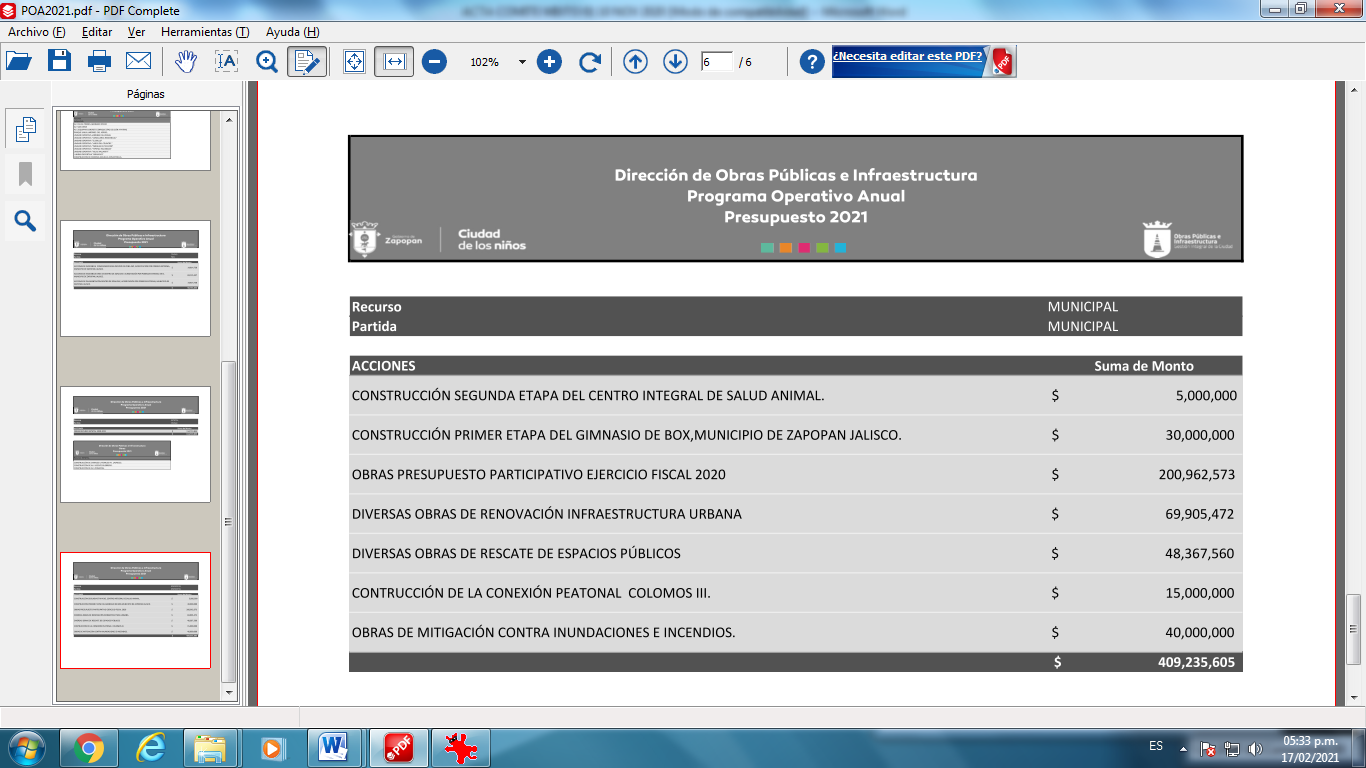 POA2021.pdf - PDF Complete
Archivo (F) Editar Ver Herramientas (T) Ayuda (H)
102% 6 / 6 ¿Necesita editar este PDF? PDF
Páginas
Dirección de Obras Públicas e Infraestructura
Programa Operativo Anual
Presupuesto 2021
Gobierno de
Zapopan
Ciudad
de los niños
Obras Públicas e
Infraestructura
Recurso MUNICIPAL
Partida MUNICIPAL
ACCIONES Suma de Monto
CONSTRUCCIÓN SEGUNDA ETAPA DEL CENTRO INTEGRAL DE SALUD ANIMAL. $ 5,000,000
CONSTRUCCIÓN PRIMER ETAPA DEL GIMNASIO DE BOX,MUNICIPIO DE ZAPOPAN JALISCO. $ 30,000,000
OBRAS PRESUPUESTO PARTICIPATIVO EJERCICIO FISCAL 2020 $ 200,962,573
DIVERSAS OBRAS DE RENOVACIÓN INFRAESTRUCTURA URBANA $ 69,905,472
DIVERSAS OBRAS DE RESCATE DE ESPACIOS PÚBLICOS $ 48,367,560
CONTRUCCIÓN DE LA CONEXIÓN PEATONAL COLOMOS III. $ 15,000,000
OBRAS DE MITIGACIÓN CONTRA INUNDACIONES E INCENDIOS. $ 40,000,000
$ 409,235,605
ES
05:33 p.m.
17/02/2021